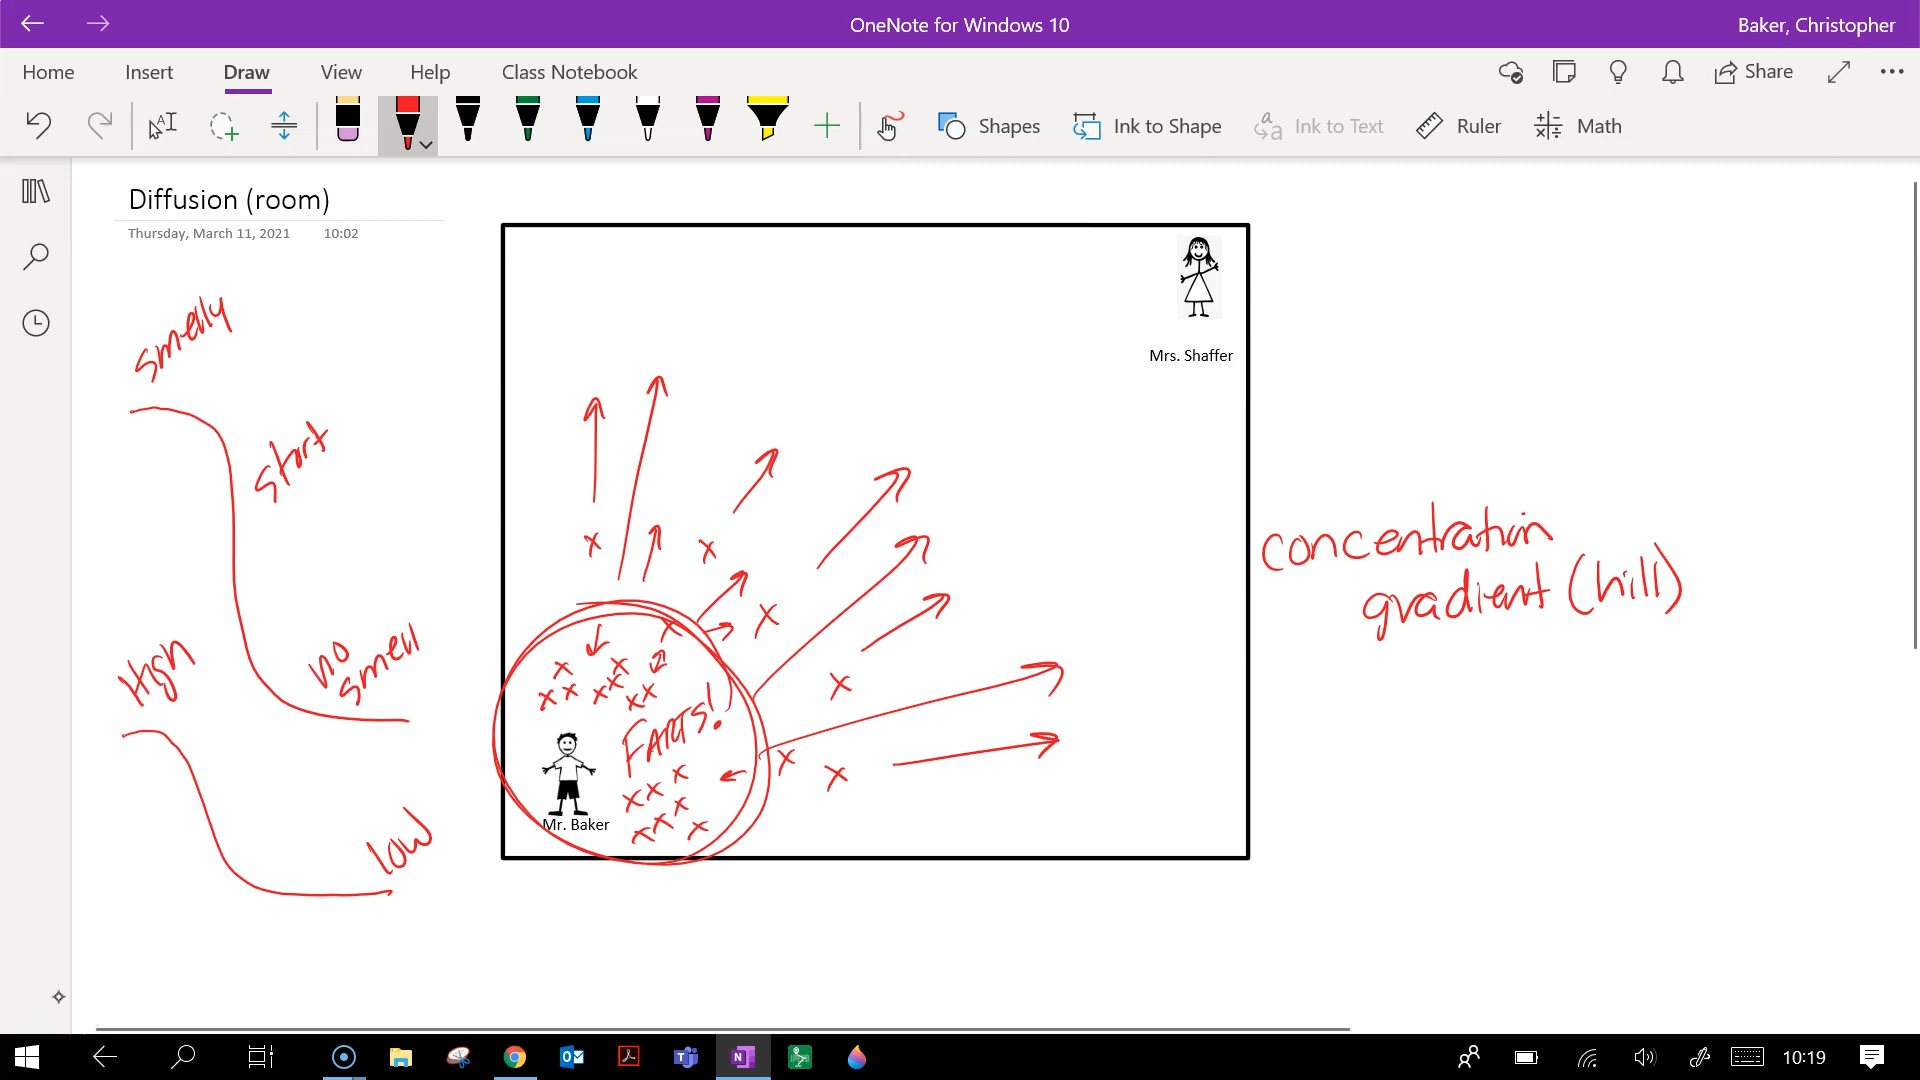 OneNote for Windows 10
Baker, Christopher
Home Insert Draw View Help Class Notebook
Share
Shapes Ink to Shape Ink to Text Ruler Math
Diffusion (room)
Thursday, March 11, 2021 10:02
smelly
start
no
smell
High
low
Mrs. Shaffer
FARTS!
Mr. Baker
concentration
gradient (hill)
10:19